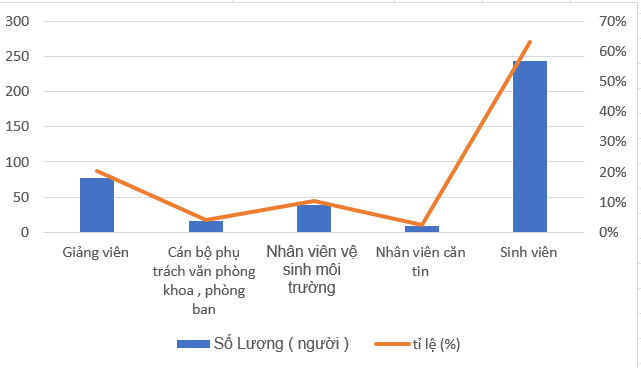 300
250
200
150
100
50
0
70%
60%
50%
40%
30%
20%
10%
0%
Giảng viên
Cán bộ phụ
trách văn phòng
khoa , phòng
ban
Nhân viên vệ
sinh môi
trường
Nhân viên căn
tin
Sinh viên
Số Lượng ( người )
tỉ lệ (%)